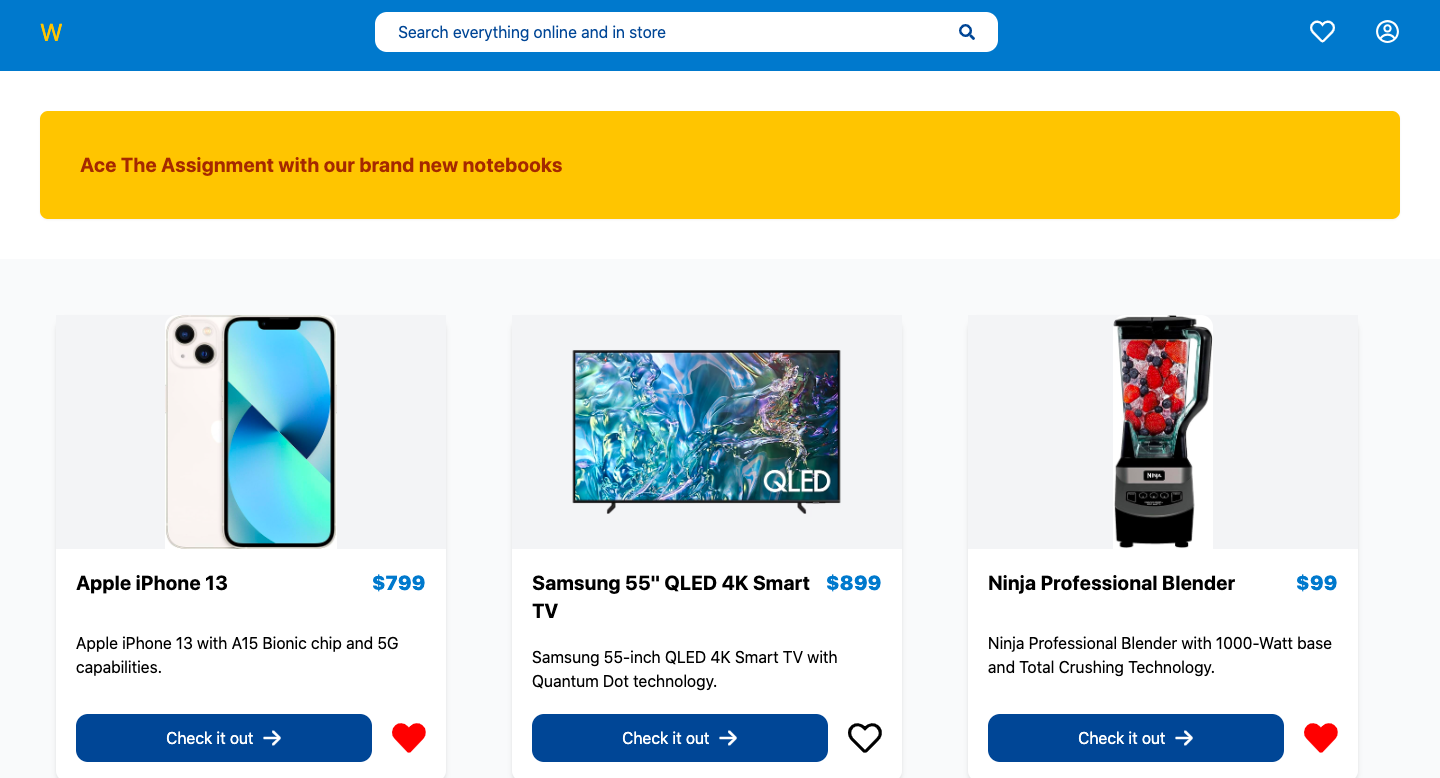 W
Search everything online and in store
Ace The Assignment with our brand new notebooks
QLED
NINJA
Apple iPhone 13
$799
Apple iPhone 13 with A15 Bionic chip and 5G
capabilities.
Check it out
Samsung 55" QLED 4K Smart
TV
$899
Samsung 55-inch QLED 4K Smart TV with
Quantum Dot technology.
Check it out
Ninja Professional Blender
$99
Ninja Professional Blender with 1000-Watt base
and Total Crushing Technology.
Check it out